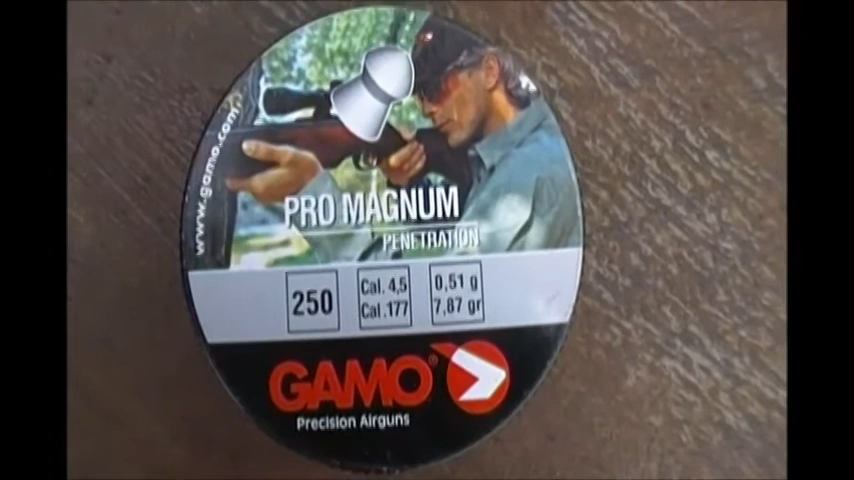 www.gamo.com
PRO MAGNUM
PENETRATION
250
Cal. 4,5
Cal .177
0,51 g
7,87 gr
GAMO®
Precision Airguns